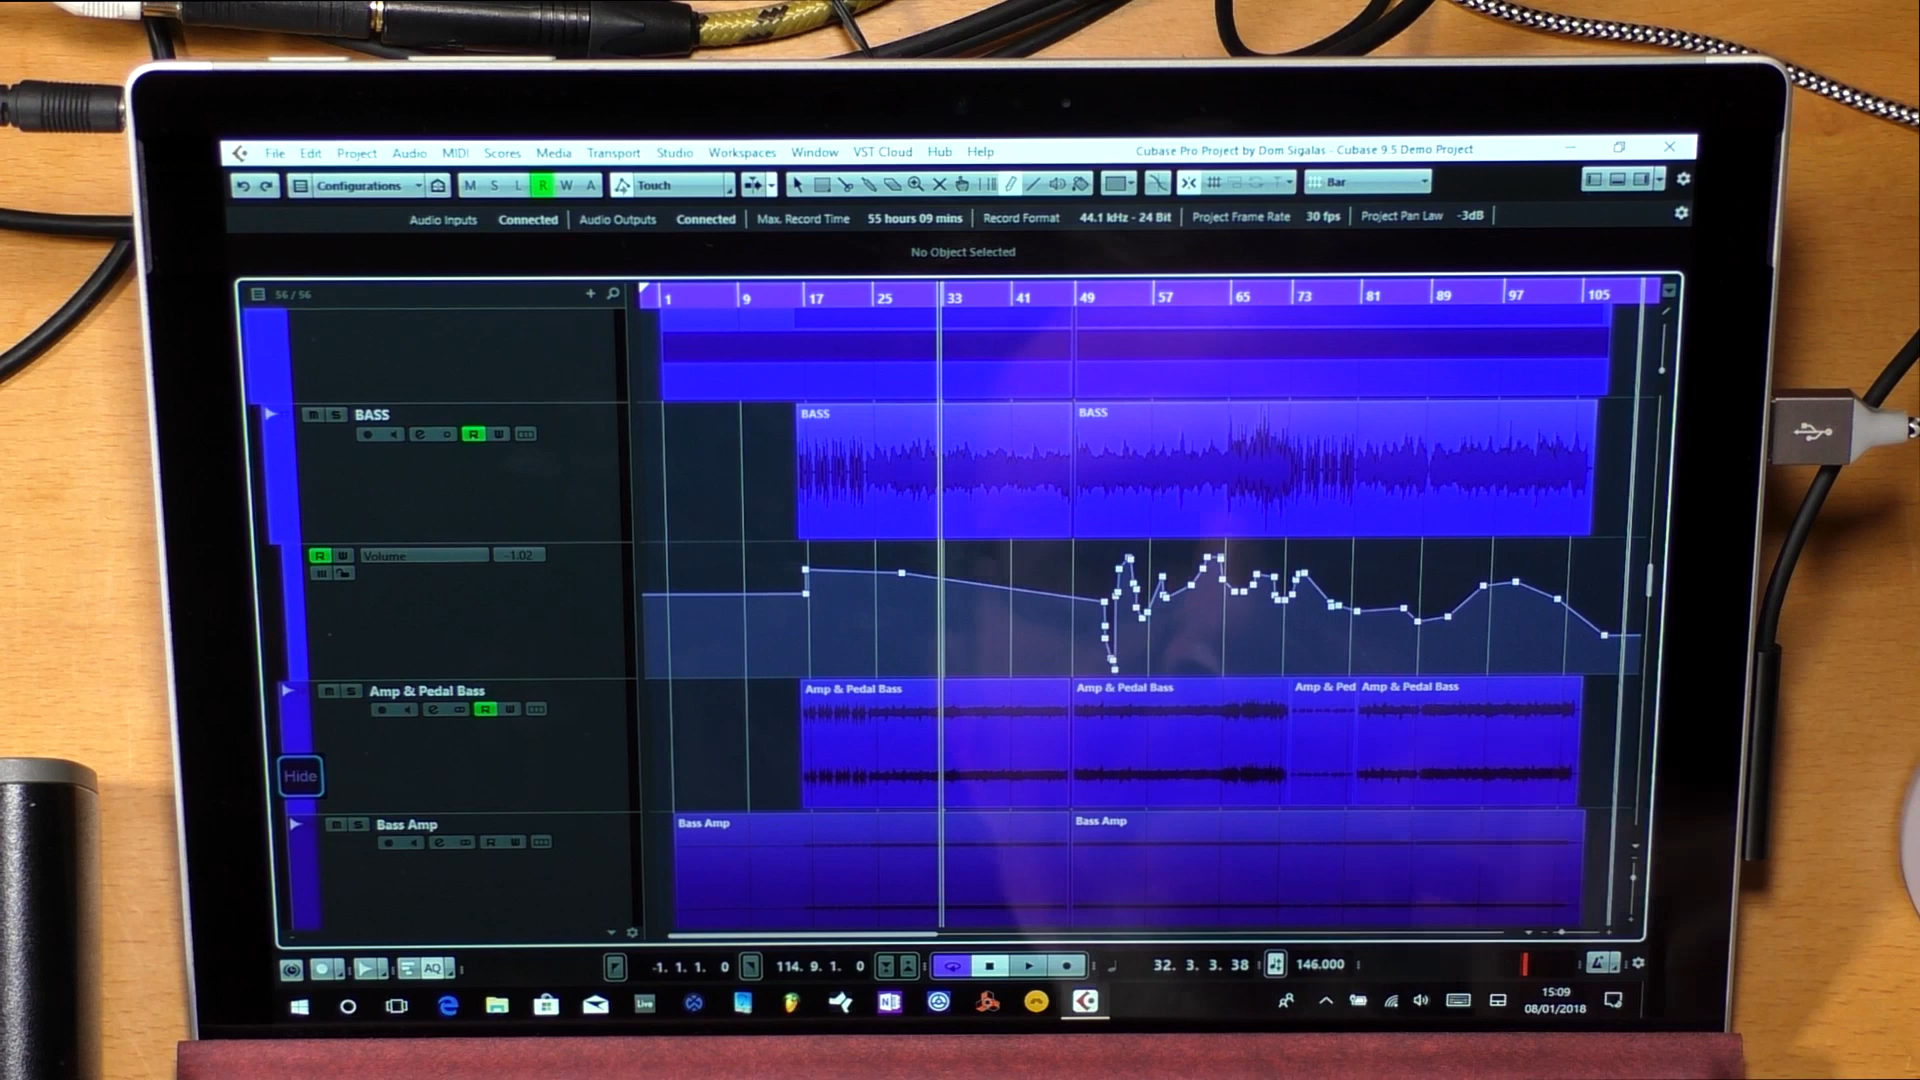 File Edit Project Audio MIDI Scores Media Transport Studio Workspaces Window VST Cloud Hub Help Cubase Pro Project by Dom Sigalas - Cubase 9.5 Demo Project
Configurations M S L R W A Touch Bar
Audio Inputs Connected Audio Outputs Connected Max. Record Time 55 hours 09 mins Record Format 44.1 kHz - 24 Bit Project Frame Rate 30 fps Project Pan Law -3dB
No Object Selected
56 / 56 1 9 17 25 33 41 49 57 65 73 81 89 97 105
m S BASS BASS BASS
e R W
R W Volume -1.02
m S Amp & Pedal Bass Amp & Pedal Bass Amp & Pedal Bass Amp & Ped Amp & Pedal Bass
e R W
Hide
m S Bass Amp Bass Amp Bass Amp
e R W
AQ -1. 1. 1. 0 114. 9. 1. 0 32. 3. 3. 38 146.000
Live N
15:09
08/01/2018